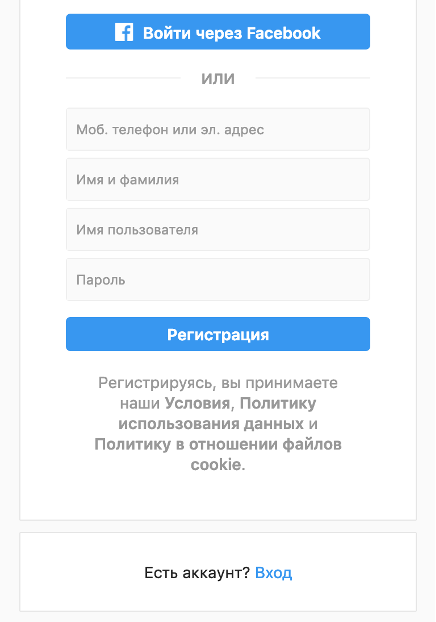 Войти через Facebook
ИЛИ
Моб. телефон или эл. адрес
Имя и фамилия
Имя пользователя
Пароль
Регистрация
Регистрируясь, вы принимаете
наши Условия, Политику
использования данных и
Политику в отношении файлов
cookie.
Есть аккаунт? Вход